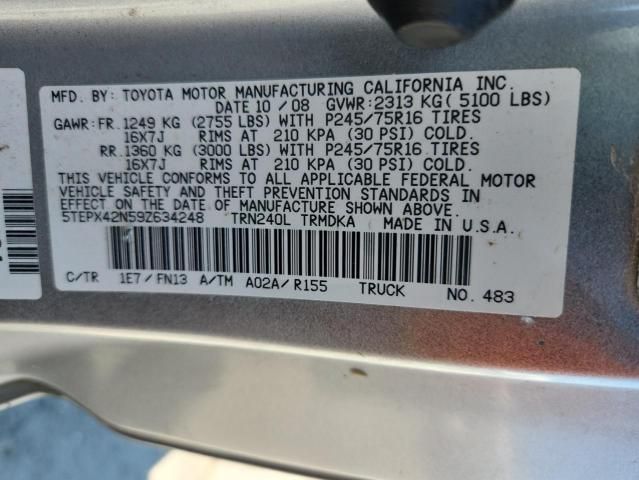 MFD. BY: TOYOTA MOTOR MANUFACTURING CALIFORNIA INC.
DATE 10 / 08 GVWR:2313 KG( 5100 LBS)
GAWR: FR.1249 KG (2755 LBS) WITH P245/75R16 TIRES
16X7J RIMS AT 210 KPA (30 PSI) COLD.
RR.1360 KG (3000 LBS) WITH P245/75R16 TIRES
16X7J RIMS AT 210 KPA (30 PSI) COLD.
THIS VEHICLE CONFORMS TO ALL APPLICABLE FEDERAL MOTOR
VEHICLE SAFETY AND THEFT PREVENTION STANDARDS IN
EFFECT ON THE DATE OF MANUFACTURE SHOWN ABOVE.
5TEPX42N59Z634248 TRN240L TRMDKA MADE IN U.S.A.
C/TR 1E7 / FN13 A/TM A02A/ R155 TRUCK NO. 483